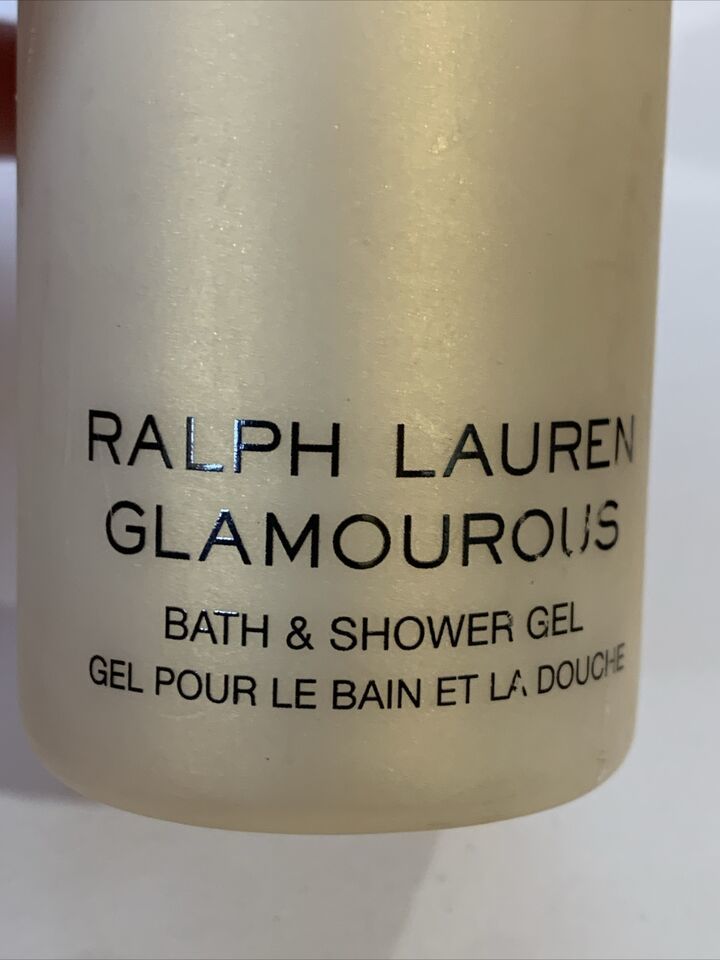 RALPH LAUREN
GLAMOUROUS
BATH & SHOWER GEL
GEL POUR LE BAIN ET LA DOUCHE